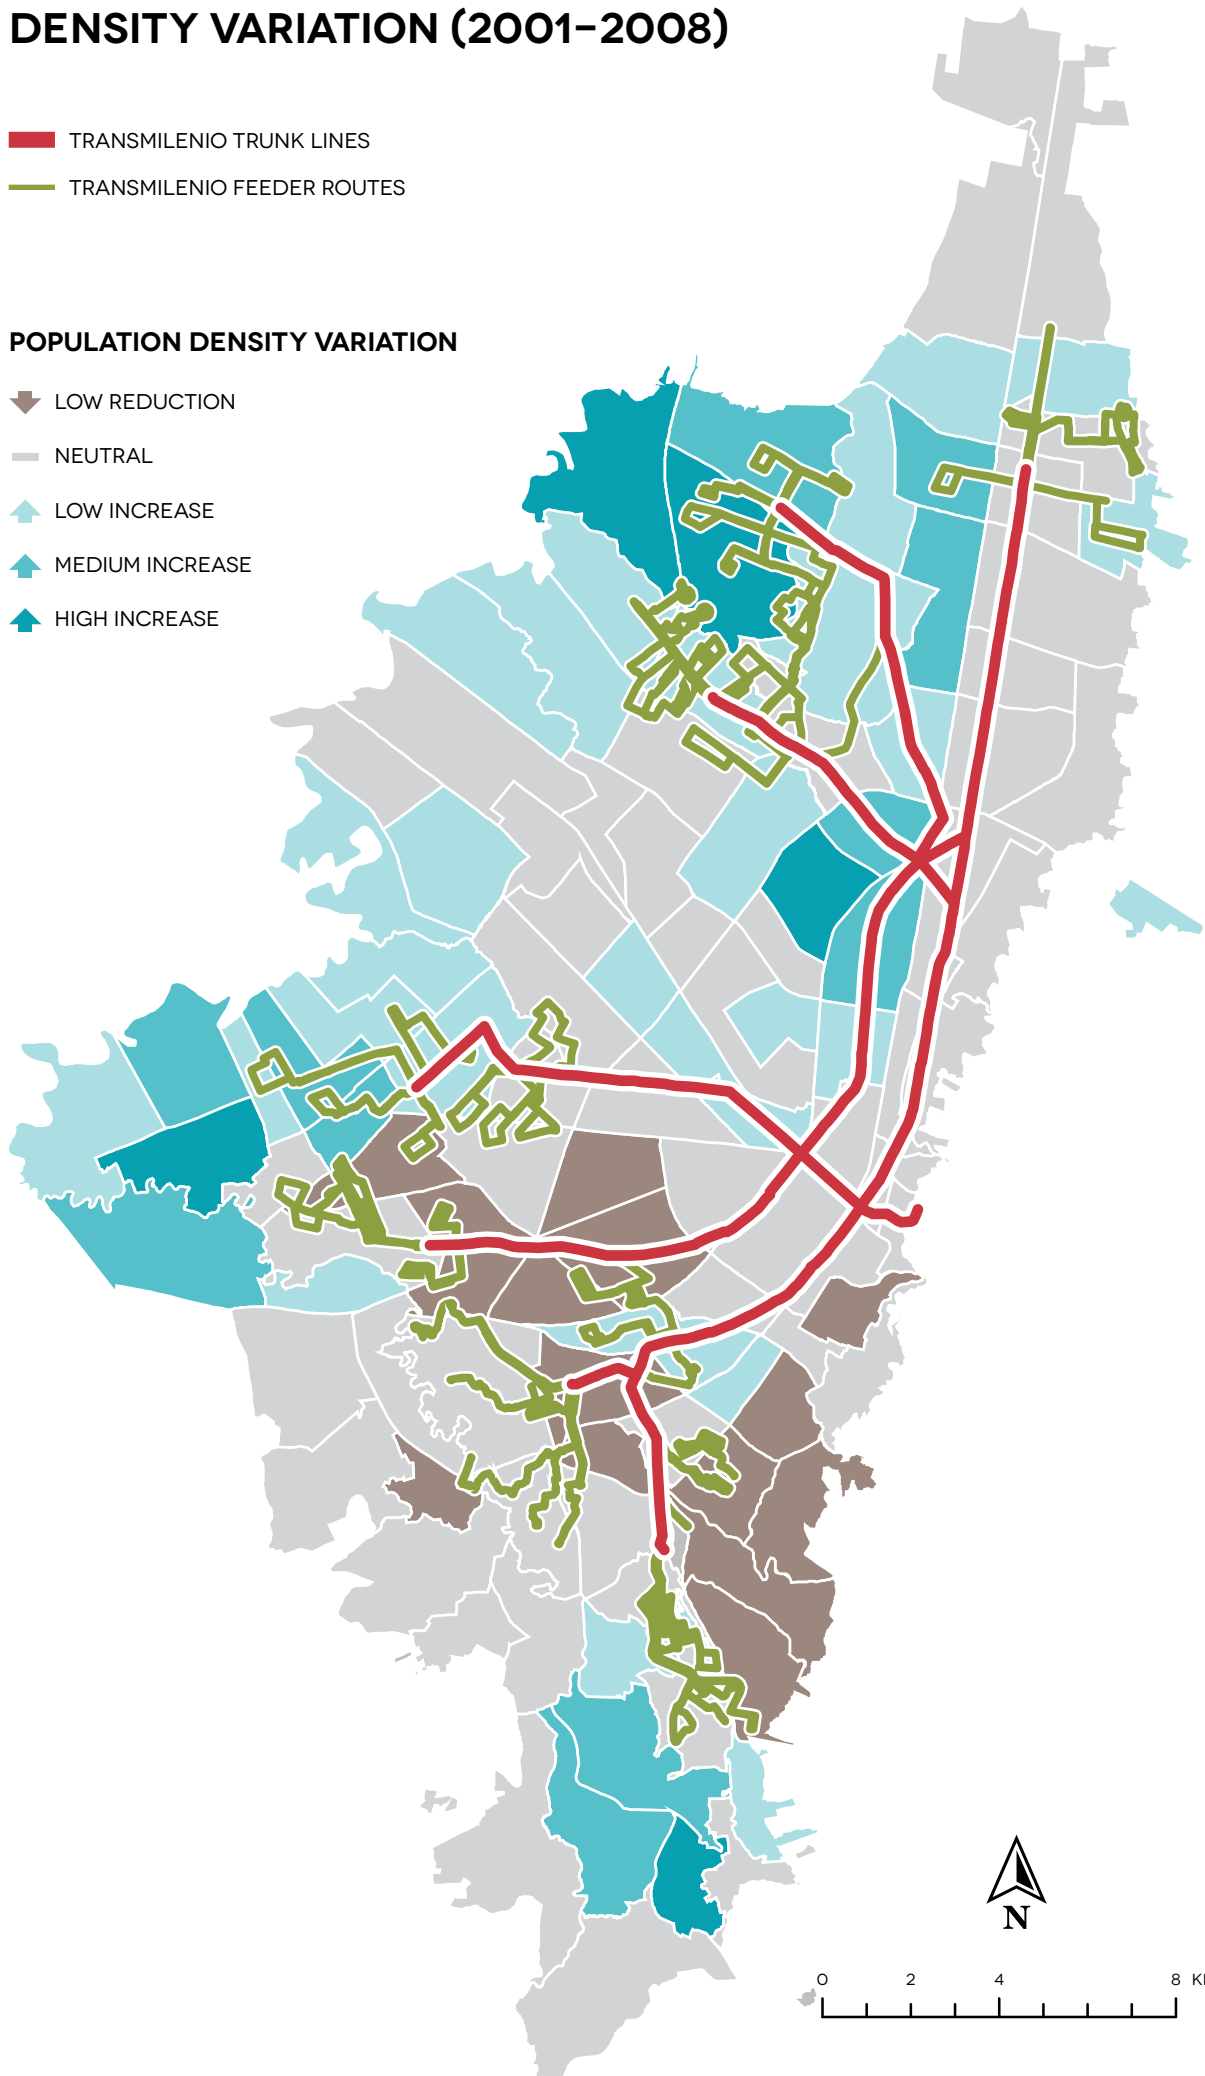 DENSITY VARIATION (2001–2008)
TRANSMILENIO TRUNK LINES
TRANSMILENIO FEEDER ROUTES
POPULATION DENSITY VARIATION
LOW REDUCTION
NEUTRAL
LOW INCREASE
MEDIUM INCREASE
HIGH INCREASE
N
0 2 4 8